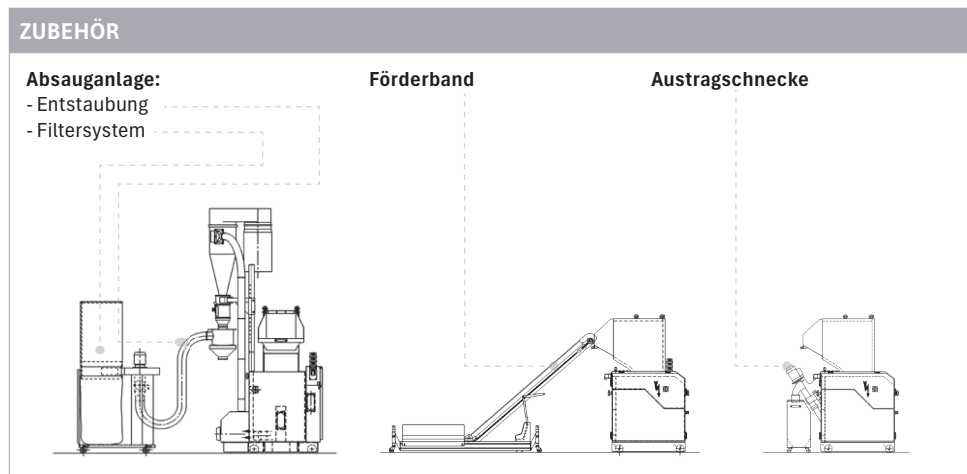 ZUBEHÖR
Absauganlage:
- Entstaubung
- Filtersystem
Förderband
Austragschnecke